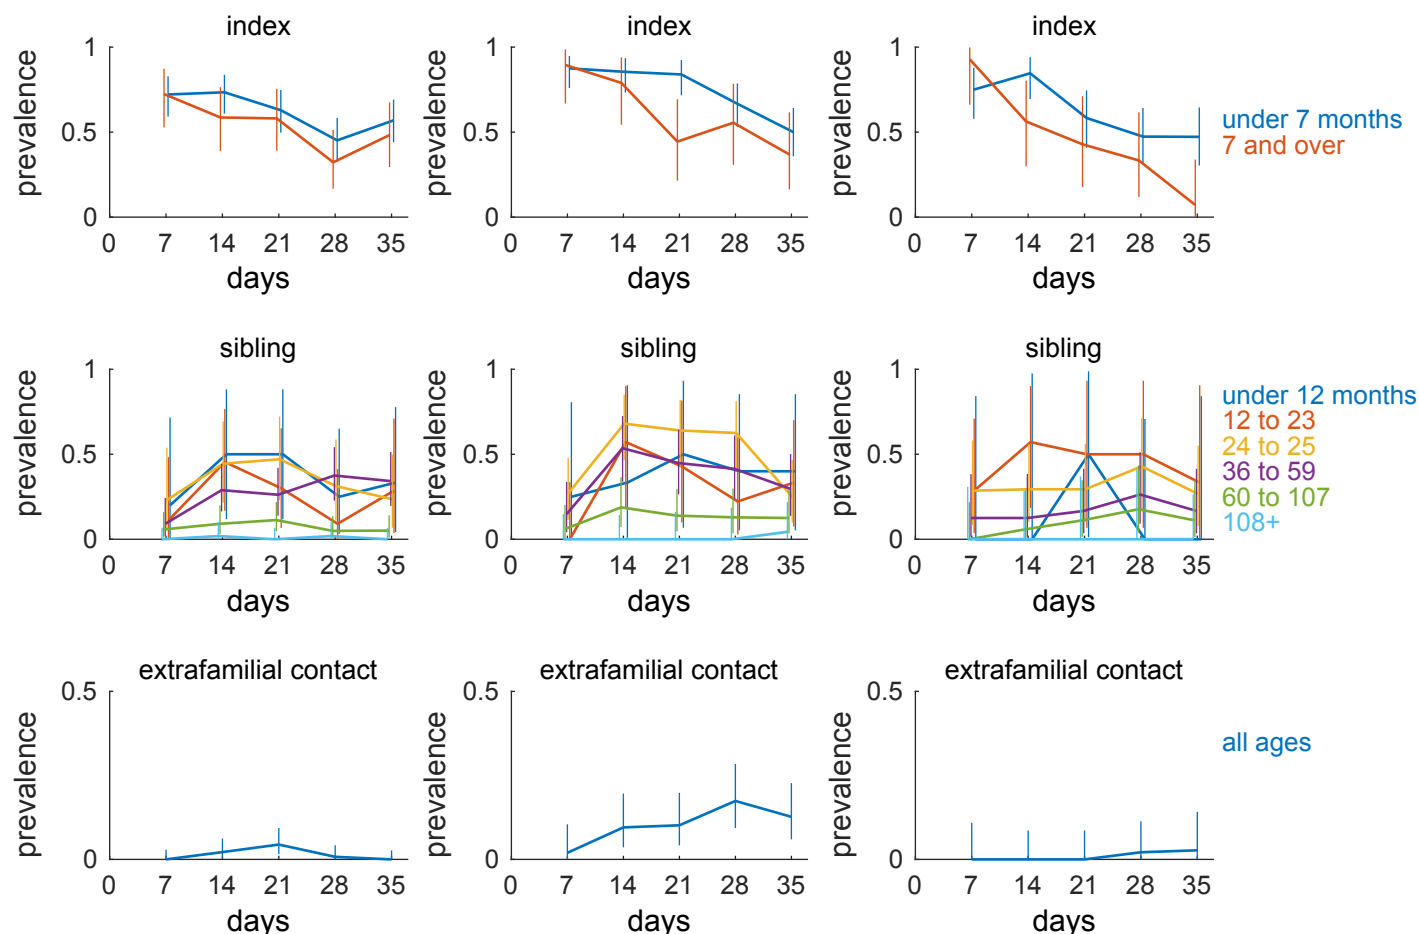 index
index
index
prevalence
1
0.5
0
0 7 14 21 28 35
days
prevalence
1
0.5
0
0 7 14 21 28 35
days
prevalence
1
0.5
0
0 7 14 21 28 35
days
under 7 months
7 and over
sibling
sibling
sibling
prevalence
1
0.5
0
0 7 14 21 28 35
days
prevalence
1
0.5
0
0 7 14 21 28 35
days
prevalence
1
0.5
0
0 7 14 21 28 35
days
under 12 months
12 to 23
24 to 25
36 to 59
60 to 107
108+
extrafamilial contact
extrafamilial contact
extrafamilial contact
prevalence
0.5
0
0 7 14 21 28 35
days
prevalence
0.5
0
0 7 14 21 28 35
days
prevalence
0.5
0
0 7 14 21 28 35
days
all ages